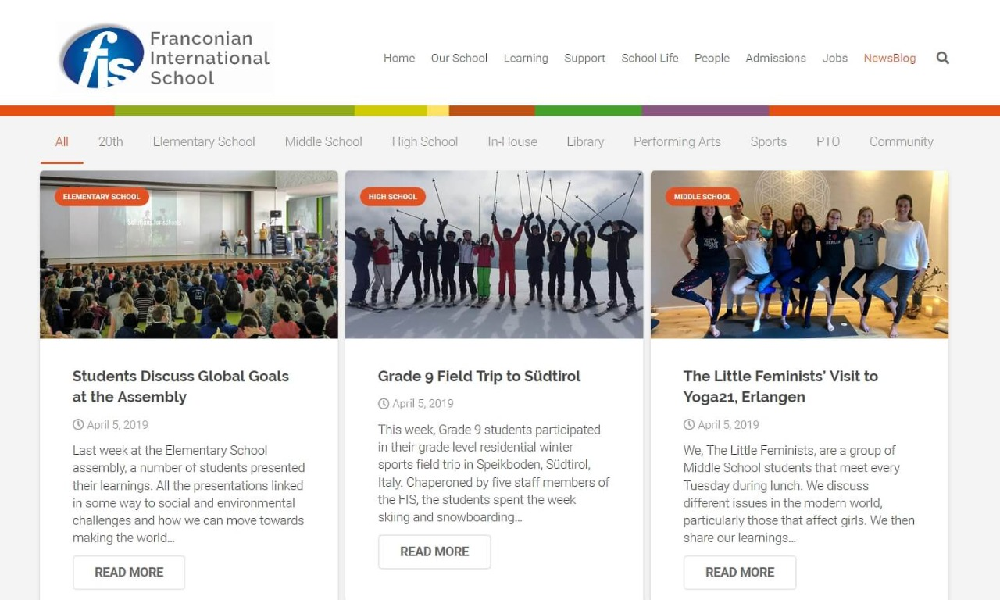 fis
Franconian
International
School
Home Our School Learning Support School Life People Admissions Jobs NewsBlog
All 20th Elementary School Middle School High School In-House Library Performing Arts Sports PTO Community
ELEMENTARY SCHOOL
Solutions for schools
HIGH SCHOOL
MIDDLE SCHOOL
Students Discuss Global Goals
at the Assembly
April 5, 2019
Last week at the Elementary School
assembly, a number of students presented
their learnings. All the presentations linked
in some way to social and environmental
challenges and how we can move towards
making the world...
READ MORE
Grade 9 Field Trip to Südtirol
April 5, 2019
This week, Grade 9 students participated
in their grade level residential winter
sports field trip in Speikboden, Südtirol,
Italy. Chaperoned by five staff members of
the FIS, the students spent the week
skiing and snowboarding...
READ MORE
The Little Feminists’ Visit to
Yoga21, Erlangen
April 5, 2019
We, The Little Feminists, are a group of
Middle School students that meet every
Tuesday during lunch. We discuss
different issues in the modern world,
particularly those that affect girls. We then
share our learnings...
READ MORE